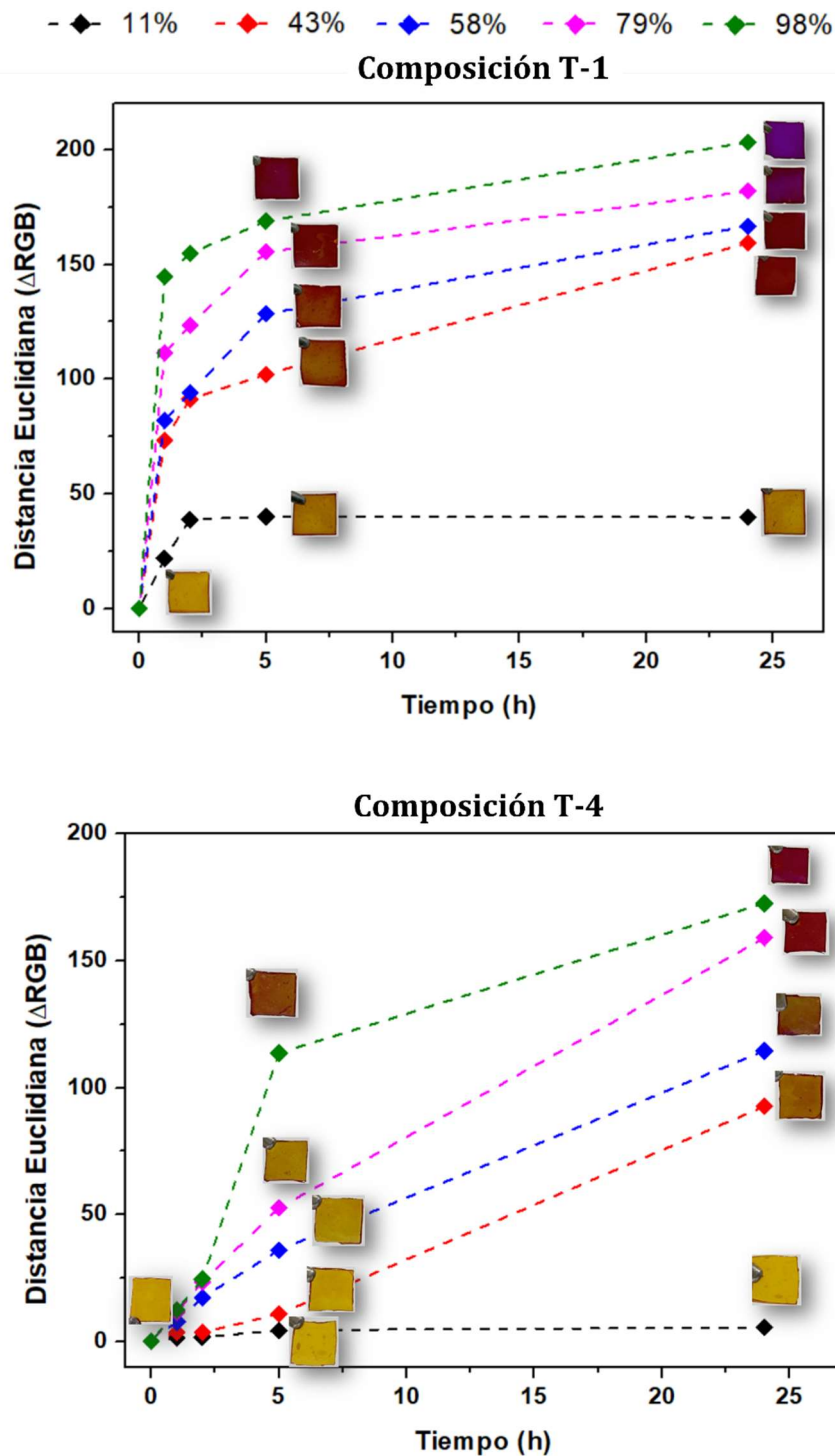 11% 43% 58% 79% 98%
Composición T-1
Distancia Euclidiana (ΔRGB)
200
150
100
50
0
0 5 10 15 20 25
Tiempo (h)
Composición T-4
Distancia Euclidiana (ΔRGB)
200
150
100
50
0
0 5 10 15 20 25
Tiempo (h)